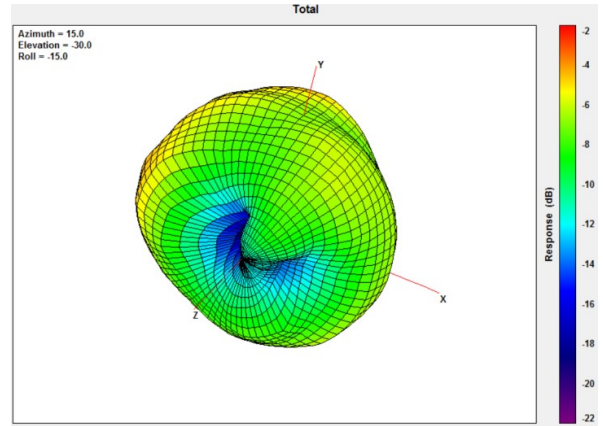 Total
Azimuth = 15.0
Elevation = -30.0
Roll = -15.0
Y
X
Z
-2
-4
-6
-8
-10
-12
-14
-16
-18
-20
-22
Response (dB)